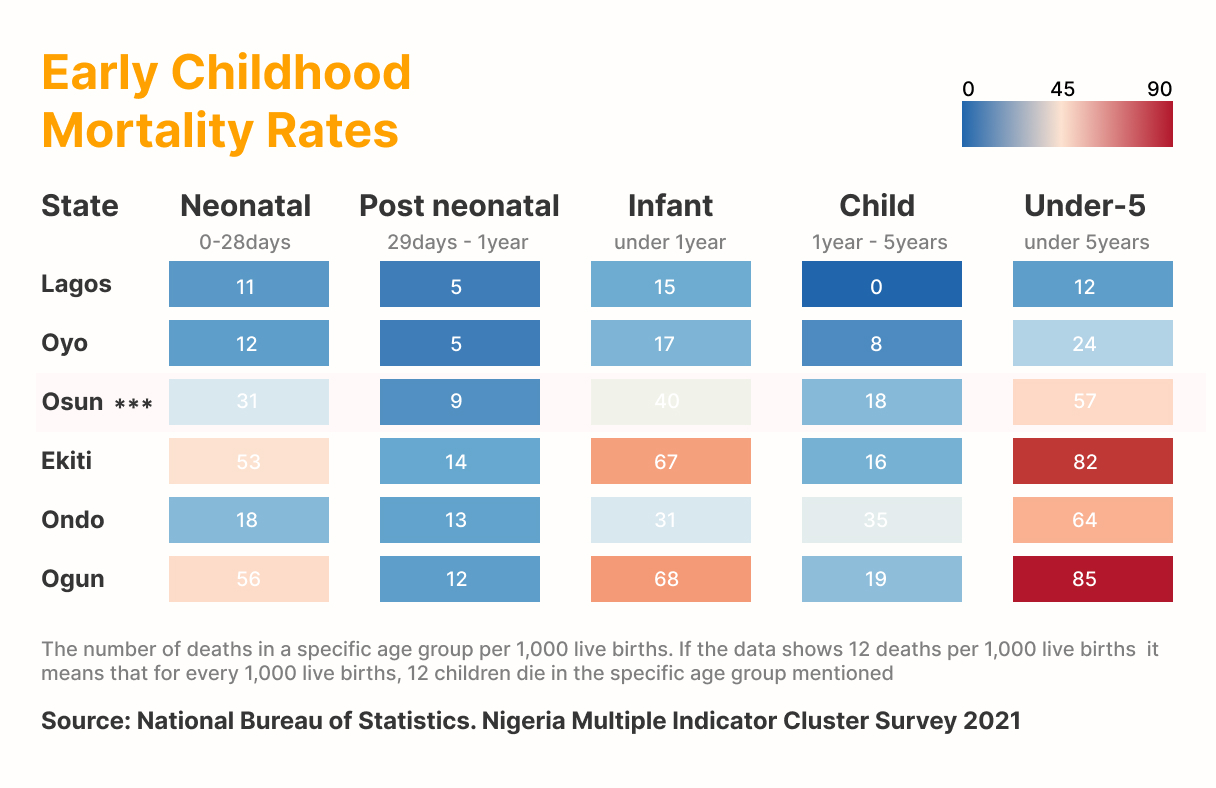 Early Childhood
Mortality Rates
0 45 90
State Neonatal Post neonatal Infant Child Under-5
0-28days 29days - 1year under 1year 1year - 5years under 5years
Lagos 11 5 15 0 12
Oyo 12 5 17 8 24
Osun *** 31 9 40 18 57
Ekiti 53 14 67 16 82
Ondo 18 13 31 35 64
Ogun 56 12 68 19 85
The number of deaths in a specific age group per 1,000 live births. If the data shows 12 deaths per 1,000 live births it
means that for every 1,000 live births, 12 children die in the specific age group mentioned
Source: National Bureau of Statistics. Nigeria Multiple Indicator Cluster Survey 2021